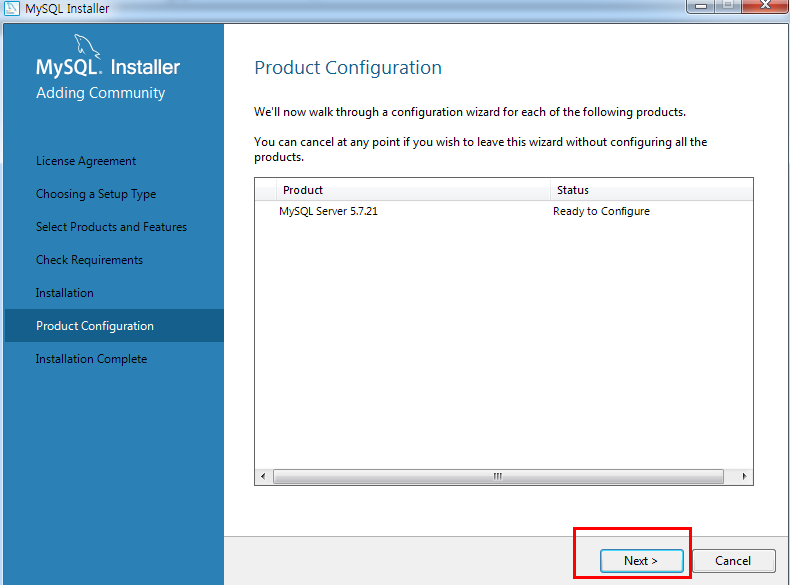 MySQL Installer
MySQL. Installer
Adding Community
License Agreement
Choosing a Setup Type
Select Products and Features
Check Requirements
Installation
Product Configuration
Installation Complete
Product Configuration
We'll now walk through a configuration wizard for each of the following products.
You can cancel at any point if you wish to leave this wizard without configuring all the
products.
Product Status
MySQL Server 5.7.21 Ready to Configure
Next > Cancel